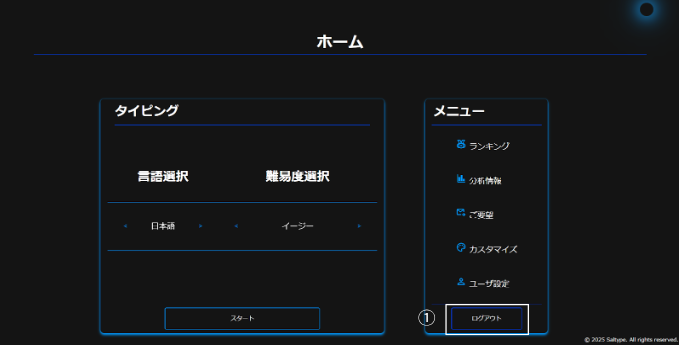 ホーム
タイピング
言語選択
難易度選択
日本語
イージー
スタート
メニュー
ランキング
分析情報
ご要望
カスタマイズ
ユーザ設定
① ログアウト
© 2025 Saltype. All rights reserved.